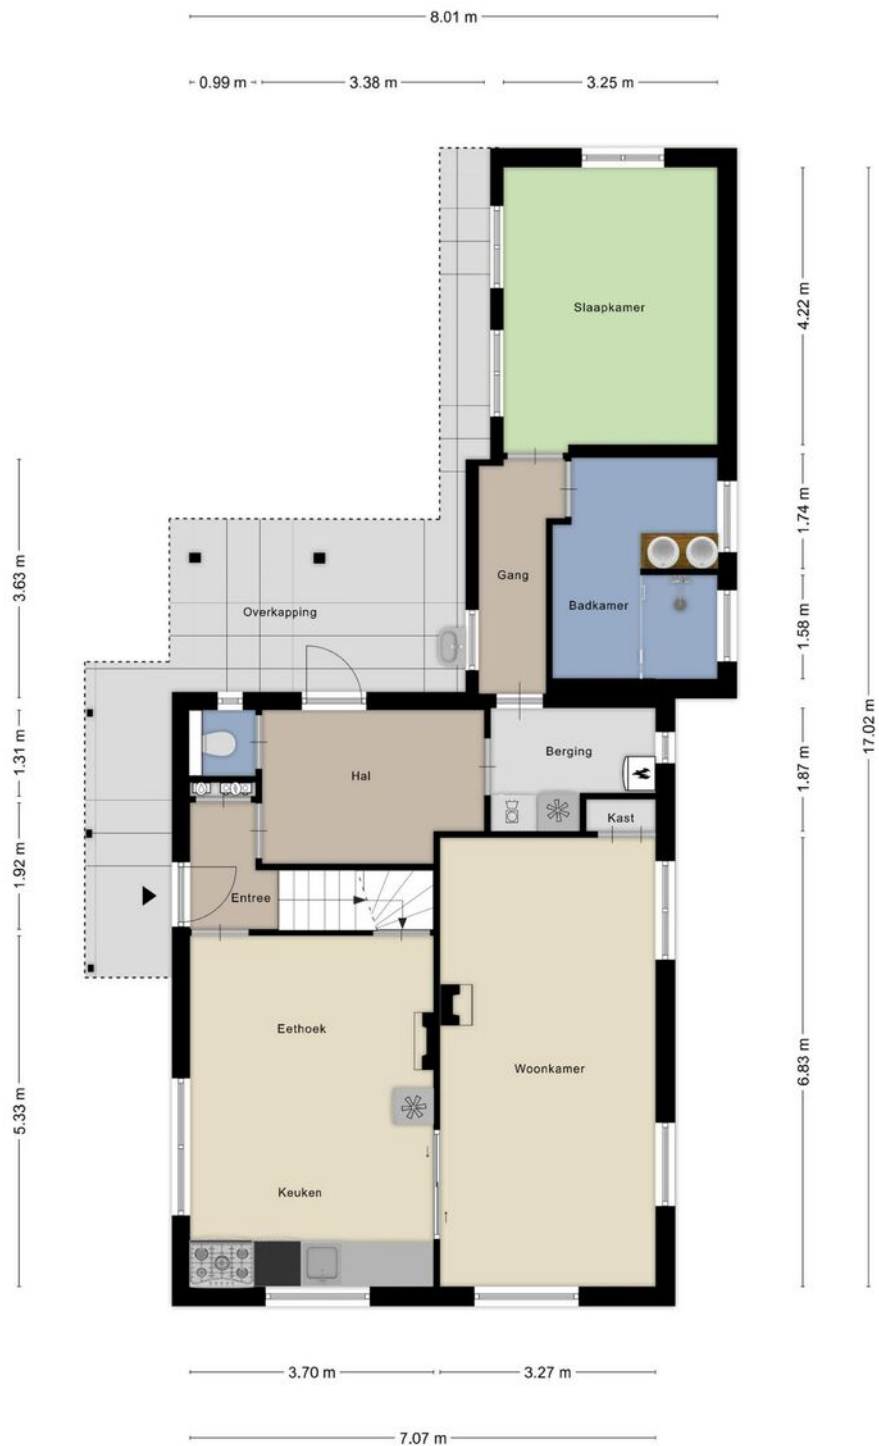 8.01 m
0.99 m
3.38 m
3.25 m
Slaapkamer
4.22 m
Gang
Badkamer
Overkapping
3.63 m
1.74 m
1.58 m
17.02 m
Hal
Berging
Kast
Entree
1.31 m
1.87 m
1.92 m
Eethoek
Woonkamer
Keuken
5.33 m
6.83 m
3.70 m
3.27 m
7.07 m